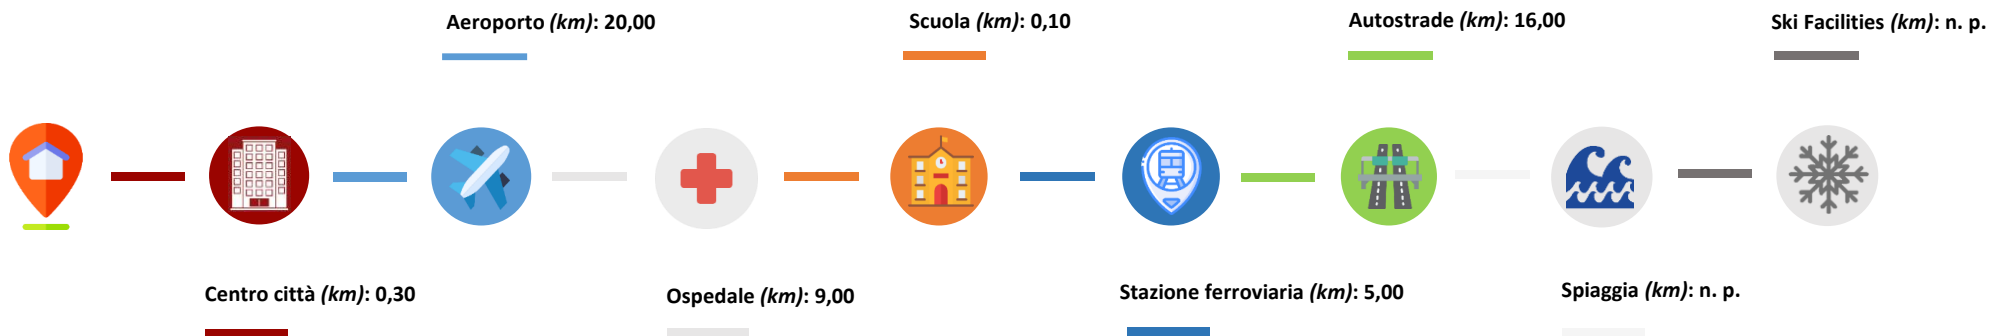 Aeroporto (km): 20,00
Scuola (km): 0,10
Autostrade (km): 16,00
Ski Facilities (km): n. p.
Centro città (km): 0,30
Ospedale (km): 9,00
Stazione ferroviaria (km): 5,00
Spiaggia (km): n. p.